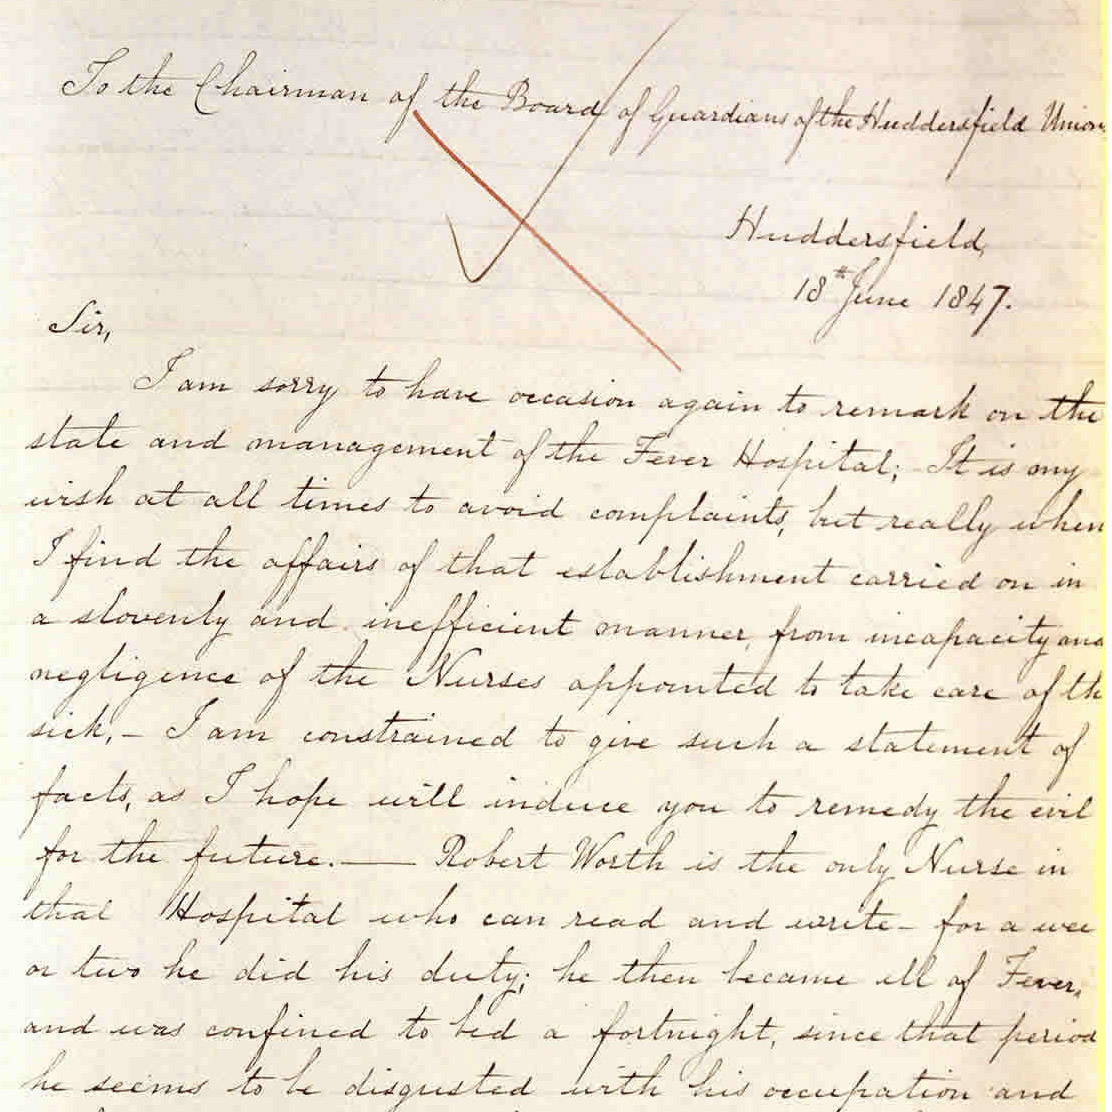 To the Chairman of the Board of Guardians of the Huddersfield Union
Huddersfield,
18th June 1847.
Sir,
I am sorry to have occasion again to remark on the
state and management of the Fever Hospital; It is my
wish at all times to avoid complaints, but really when
I find the affairs of that establishment carried on in
a slovenly and inefficient manner, from incapacity and
negligence of the Nurses appointed to take care of th
sick, – I am constrained to give such a statement of
facts, as I hope will induce you to remedy the evil
for the future. — Robert Worth is the only Nurse in
that Hospital who can read and write – for a wee
or two he did his duty; he then became ill of Fever,
and was confined to bed a fortnight, since that period
he seems to be disgusted with his occupation and